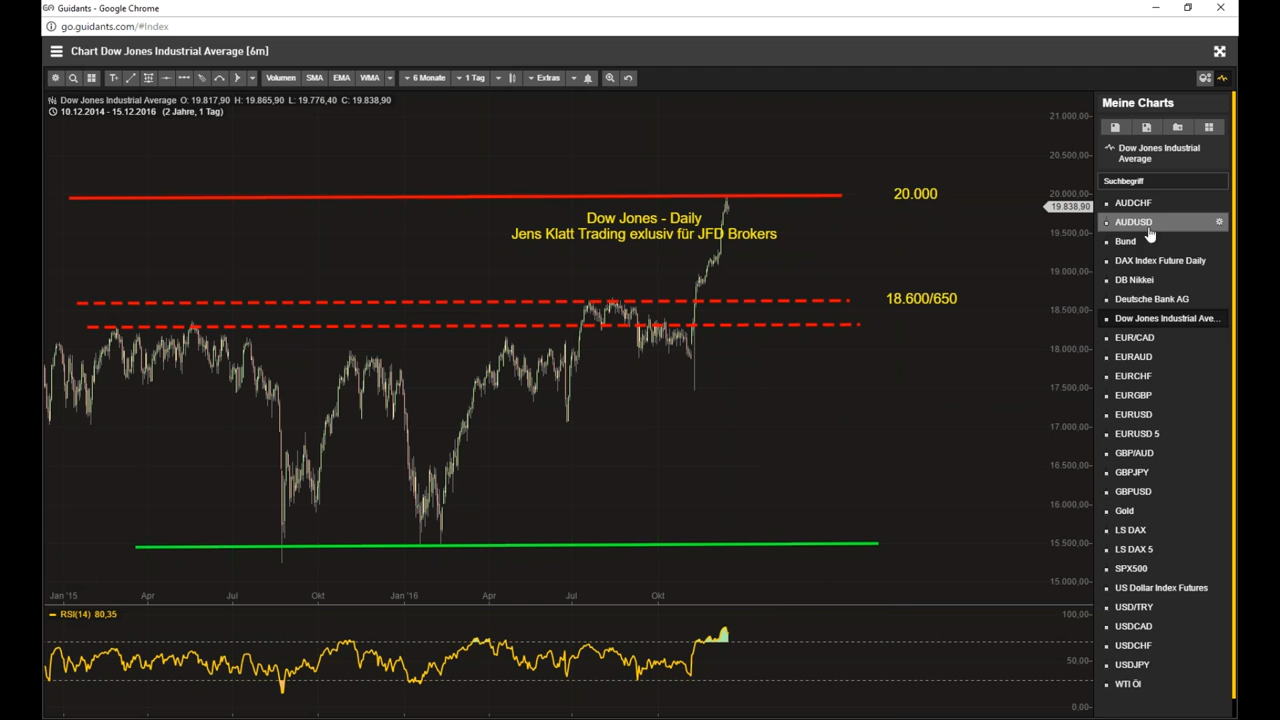 Go Guidants - Google Chrome
go.guidants.com/#Index
Chart Dow Jones Industrial Average [6m]
Volumen SMA EMA WMA 6 Monate 1 Tag Extras
Dow Jones Industrial Average O: 19.817,90 H: 19.865,90 L: 19.776,40 C: 19.838,90
10.12.2014 - 15.12.2016 (2 Jahre, 1 Tag)
21.000,00
20.500,00
20.000,00
19.838,90
19.500,00
19.000,00
18.500,00
18.000,00
17.500,00
17.000,00
16.500,00
16.000,00
15.500,00
15.000,00
20.000
Dow Jones - Daily
Jens Klatt Trading exlusiv für JFD Brokers
18.600/650
Jan '15 Apr Jul Okt Jan '16 Apr Jul Okt
RSI(14) 80,35
100,00
50,00
0,00
Meine Charts
Dow Jones Industrial
Average
Suchbegriff
AUDCHF
AUDUSD
Bund
DAX Index Future Daily
DB Nikkei
Deutsche Bank AG
Dow Jones Industrial Ave...
EUR/CAD
EURAUD
EURCHF
EURGBP
EURUSD
EURUSD 5
GBP/AUD
GBPJPY
GBPUSD
Gold
LS DAX
LS DAX 5
SPX500
US Dollar Index Futures
USD/TRY
USDCAD
USDCHF
USDJPY
WTI Öl